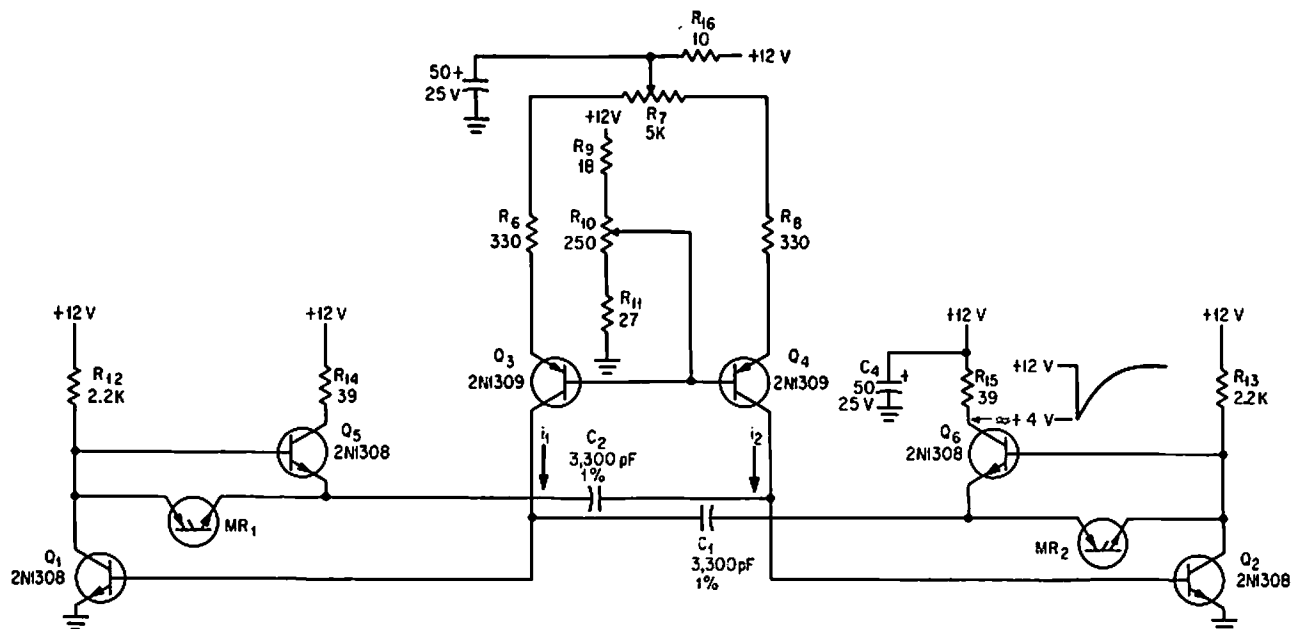 R16
10
+12 V
50+
25 V
R7
5K
+12V
R9
18
R6
330
R10
250
R8
330
R11
27
+12 V
+12 V
+12 V
+12 V
R12
2.2K
R14
39
Q3
2N1309
Q4
2N1309
C4
50
25 V
+
R15
39
+12 V
≈+4 V
R13
2.2K
Q5
2N1308
Q6
2N1308
i1
C2
3,300 pF
1%
i2
MR1
C1
3,300 pF
1%
MR2
Q1
2N1308
Q2
2N1308